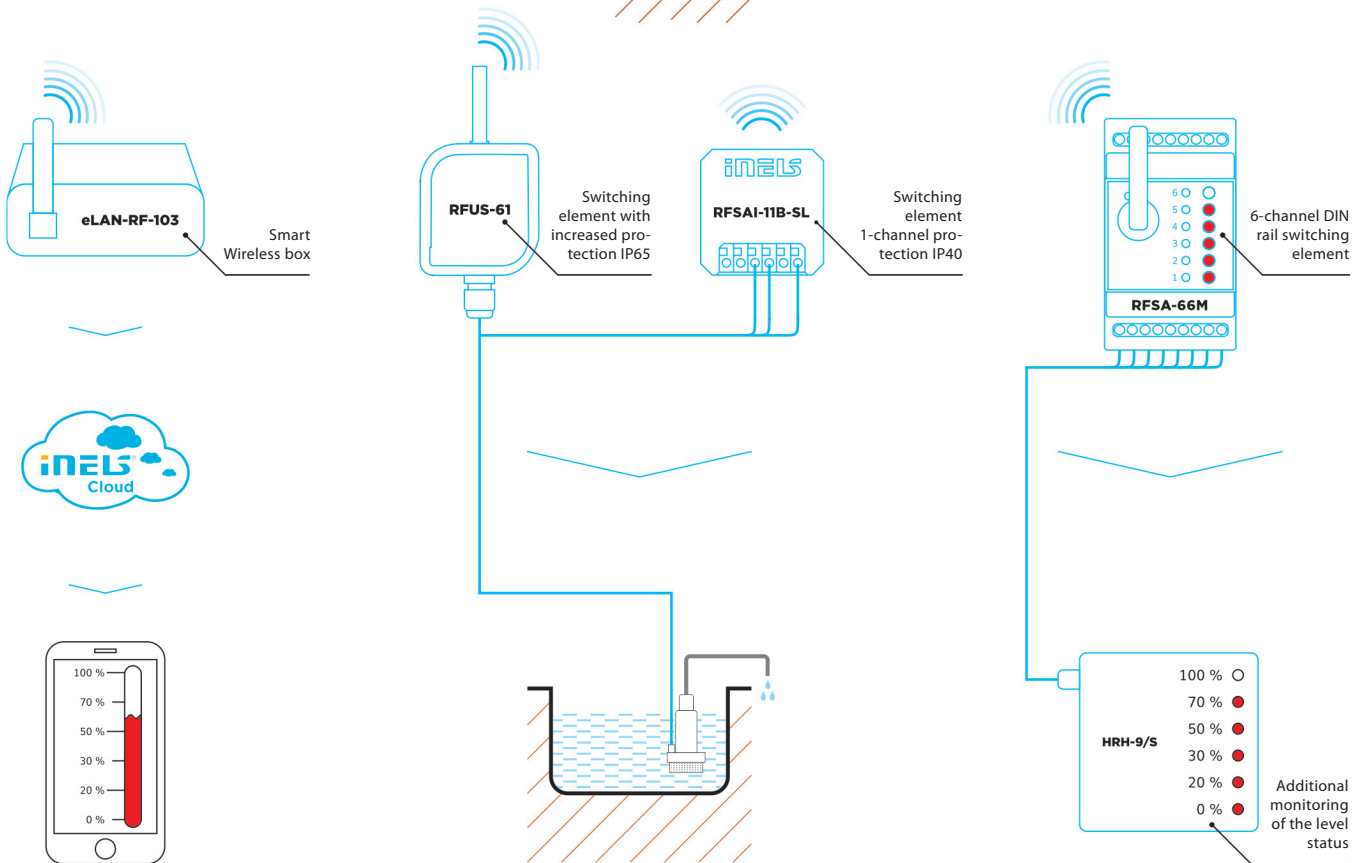 eLAN-RF-103
Smart
Wireless box
iNELS®
Cloud
100 %
70 %
50 %
30 %
20 %
0 %
RFUS-61
Switching
element with
increased pro-
tection IP65
iNELS
RFSAI-11B-SL
Switching
element
1-channel pro-
tection IP40
6
5
4
3
2
1
RFSA-66M
6-channel DIN
rail switching
element
HRH-9/S
100 %
70 %
50 %
30 %
20 %
0 %
Additional
monitoring
of the level
status